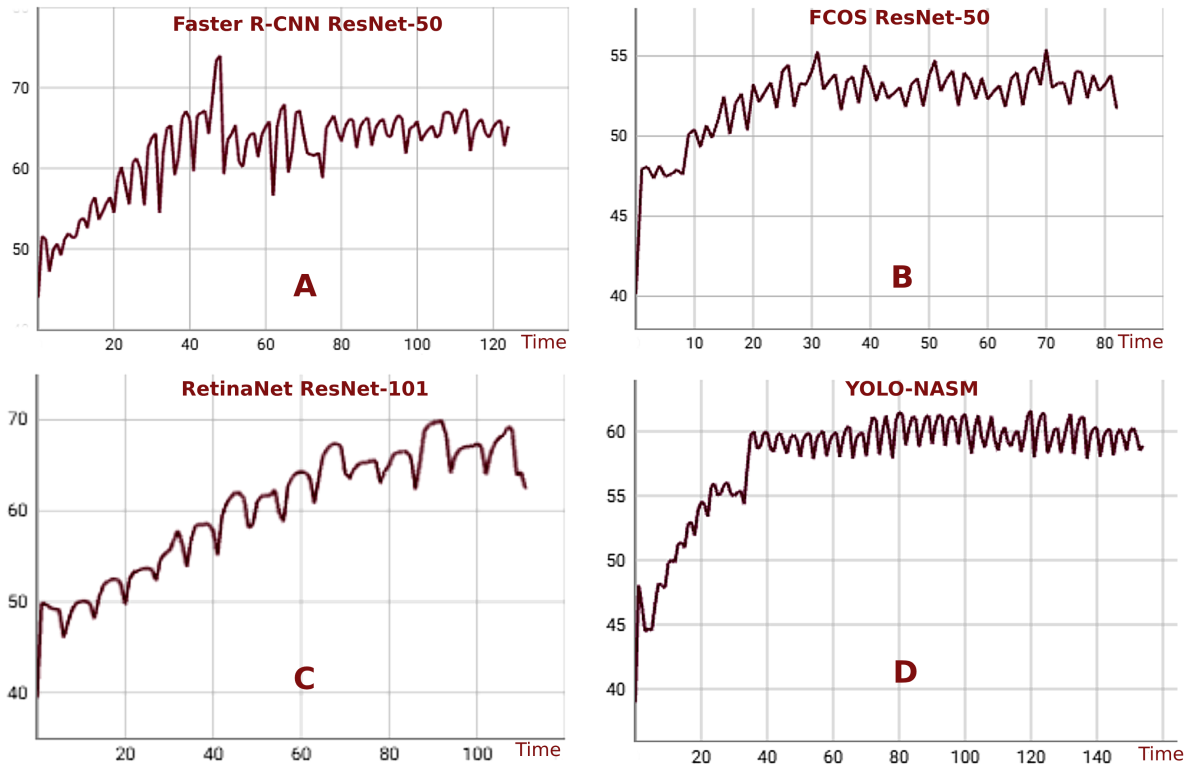 Faster R-CNN ResNet-50
70
60
50
A
20 40 60 80 100 120 Time
FCOS ResNet-50
55
50
45
40
B
10 20 30 40 50 60 70 80 Time
RetinaNet ResNet-101
70
60
50
40
C
20 40 60 80 100 Time
YOLO-NASM
60
55
50
45
40
D
20 40 60 80 100 120 140 Time